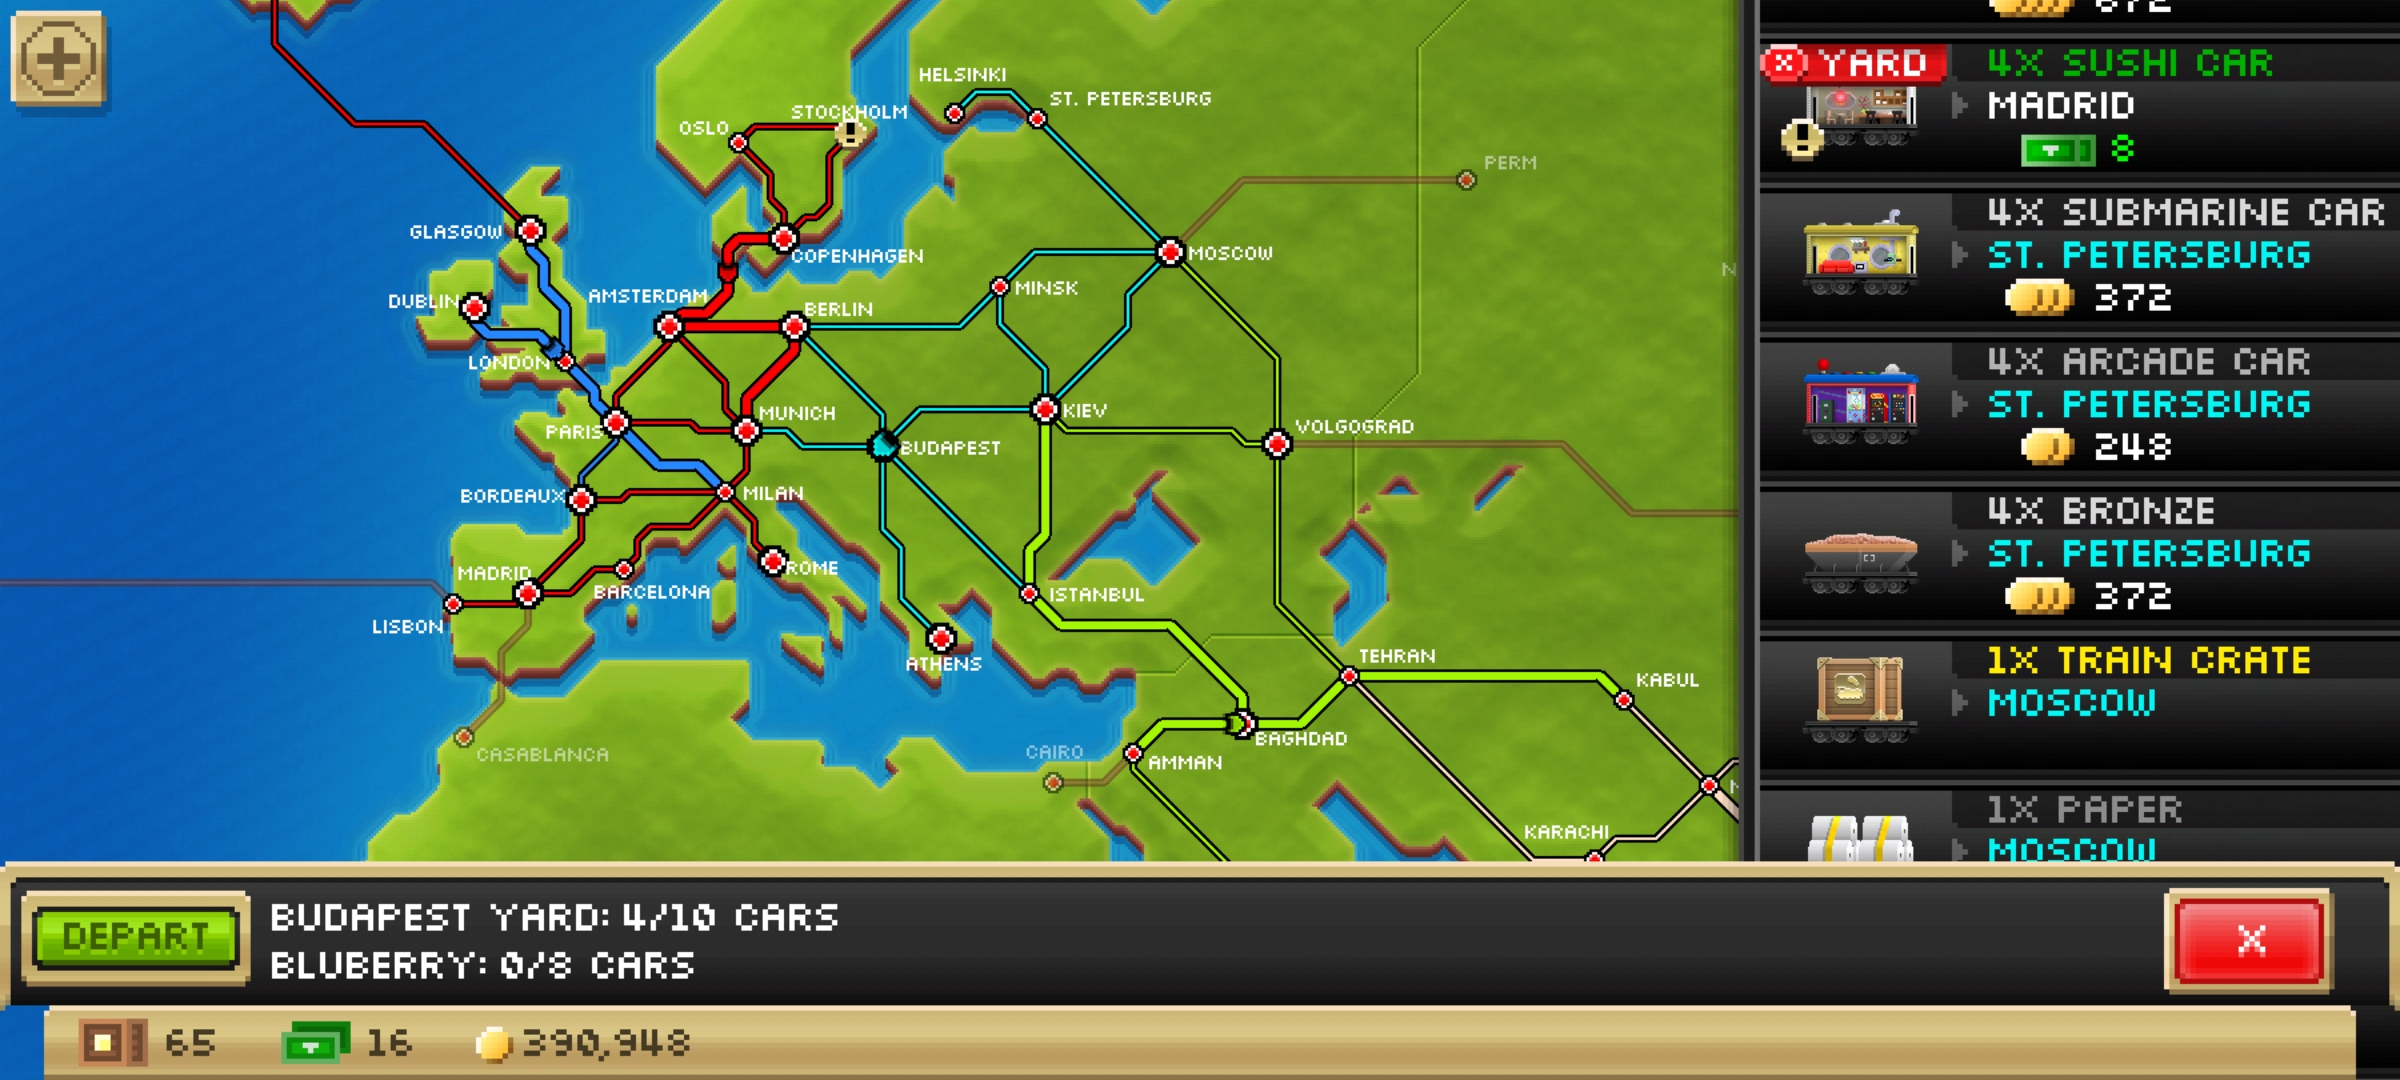 672
YARD
4X SUSHI CAR
MADRID
8
4X SUBMARINE CAR
ST. PETERSBURG
372
4X ARCADE CAR
ST. PETERSBURG
248
4X BRONZE
ST. PETERSBURG
372
1X TRAIN CRATE
MOSCOW
1X PAPER
MOSCOW
HELSINKI
ST. PETERSBURG
STOCKHOLM
OSLO
PERM
GLASGOW
COPENHAGEN
MOSCOW
N
DUBLIN
AMSTERDAM
MINSK
BERLIN
LONDON
MUNICH
KIEV
VOLGOGRAD
PARIS
BUDAPEST
BORDEAUX
MILAN
MADRID
ROME
BARCELONA
ISTANBUL
LISBON
ATHENS
TEHRAN
KABUL
CASABLANCA
CAIRO
BAGHDAD
AMMAN
KARACHI
DEPART
BUDAPEST YARD: 4/10 CARS
BLUBERRY: 0/8 CARS
X
65
16
390,948